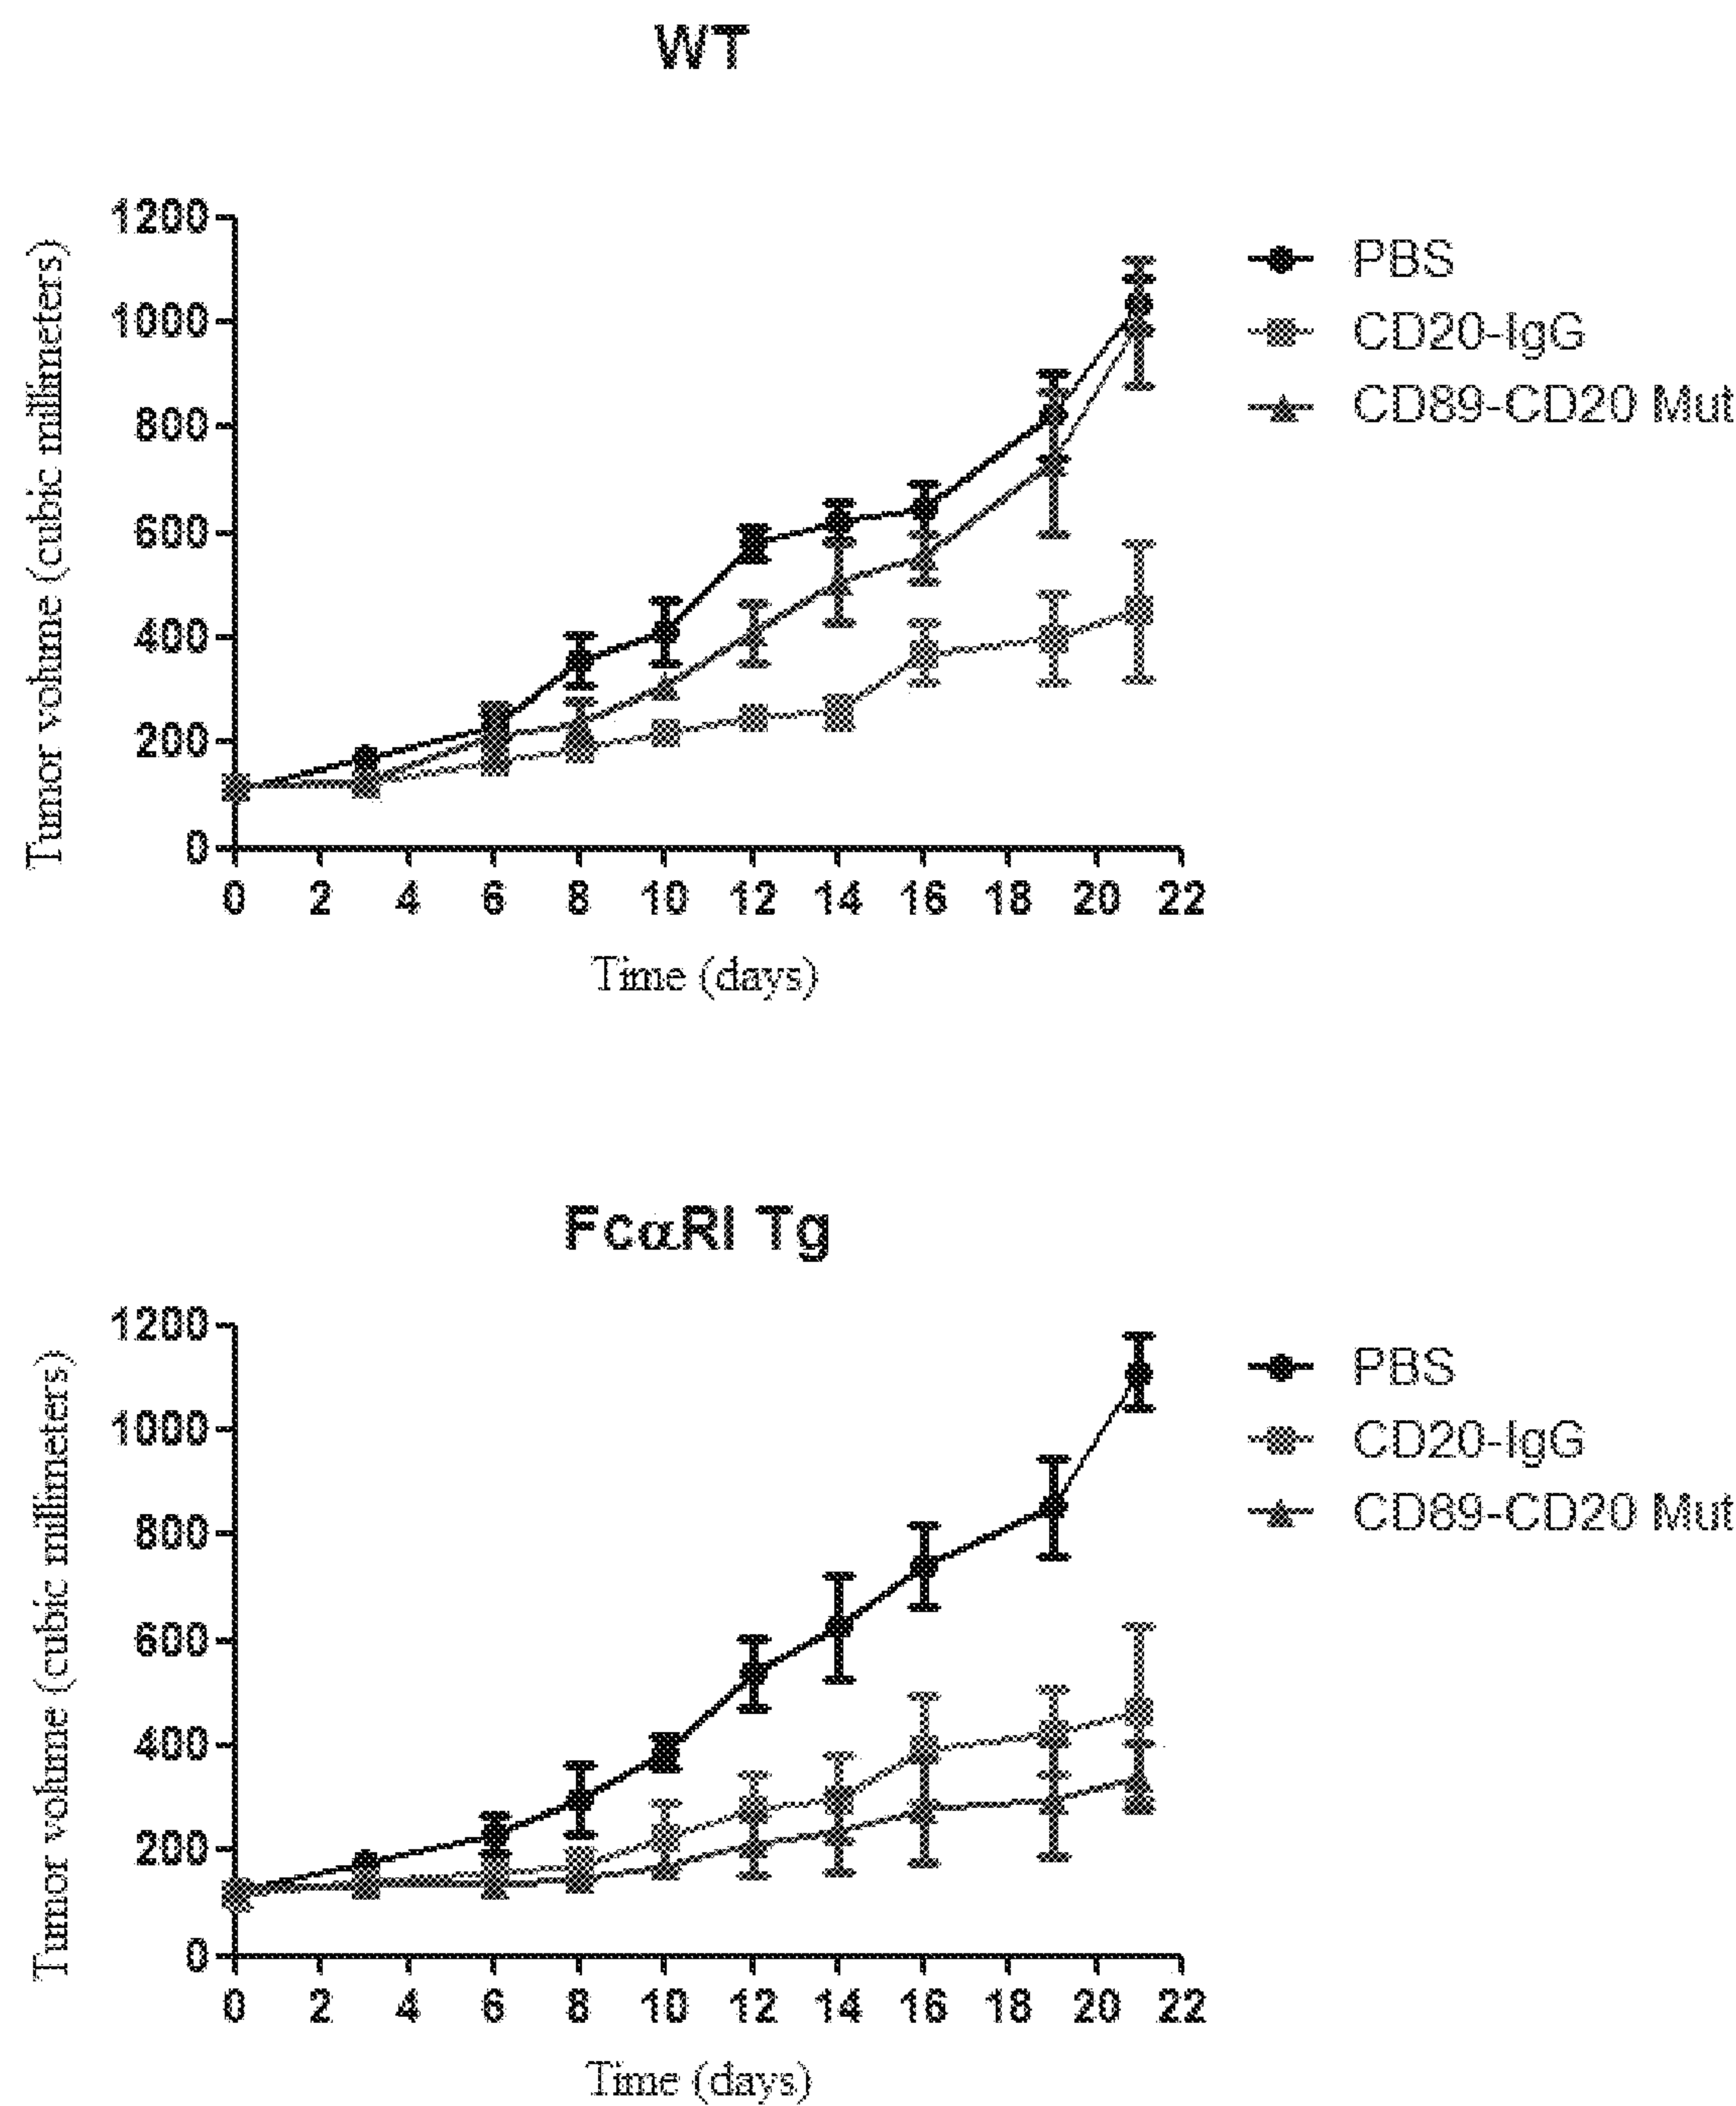 WT
Tumor volume (cubic millimeters)
1200
1000
800
600
400
200
0
0 2 4 6 8 10 12 14 16 18 20 22
Time (days)
PBS
CD20-IgG
CD89-CD20 Mut
FcαRI Tg
Tumor volume (cubic millimeters)
1200
1000
800
600
400
200
0
0 2 4 6 8 10 12 14 16 18 20 22
Time (days)
PBS
CD20-IgG
CD89-CD20 Mut